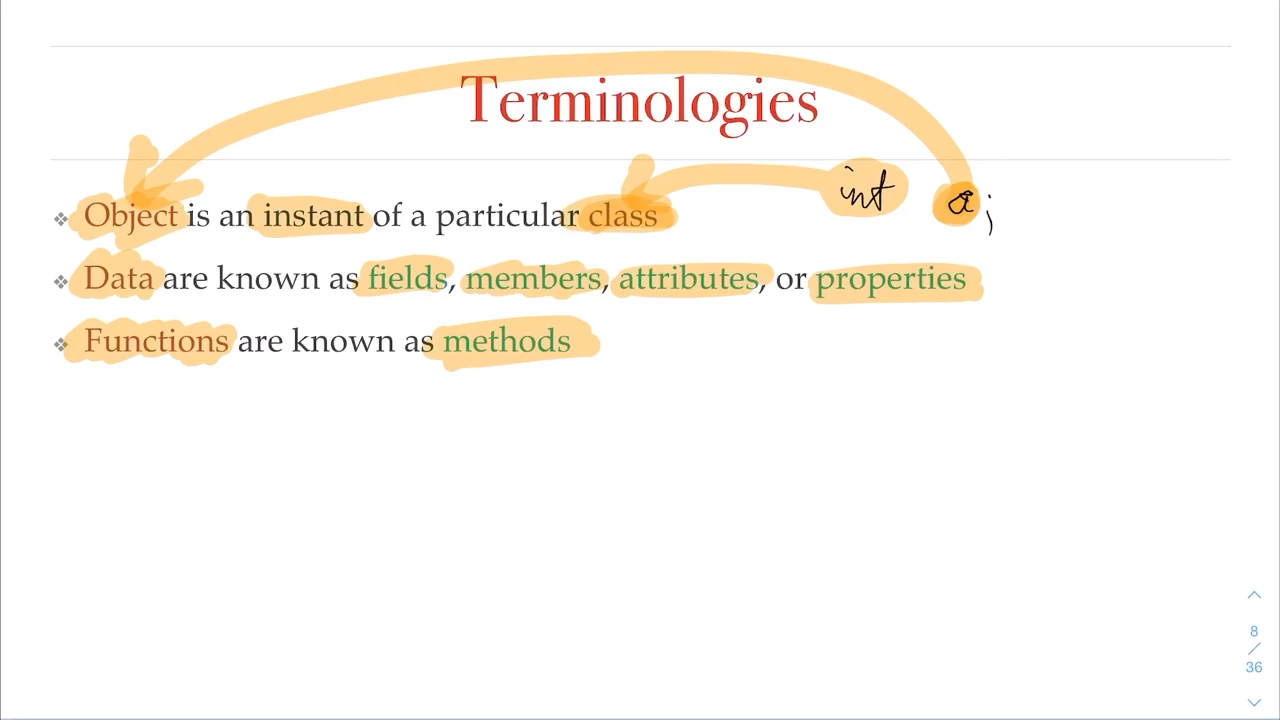 Terminologies
int a;
❖ Object is an instant of a particular class
❖ Data are known as fields, members, attributes, or properties
❖ Functions are known as methods
8
/
36